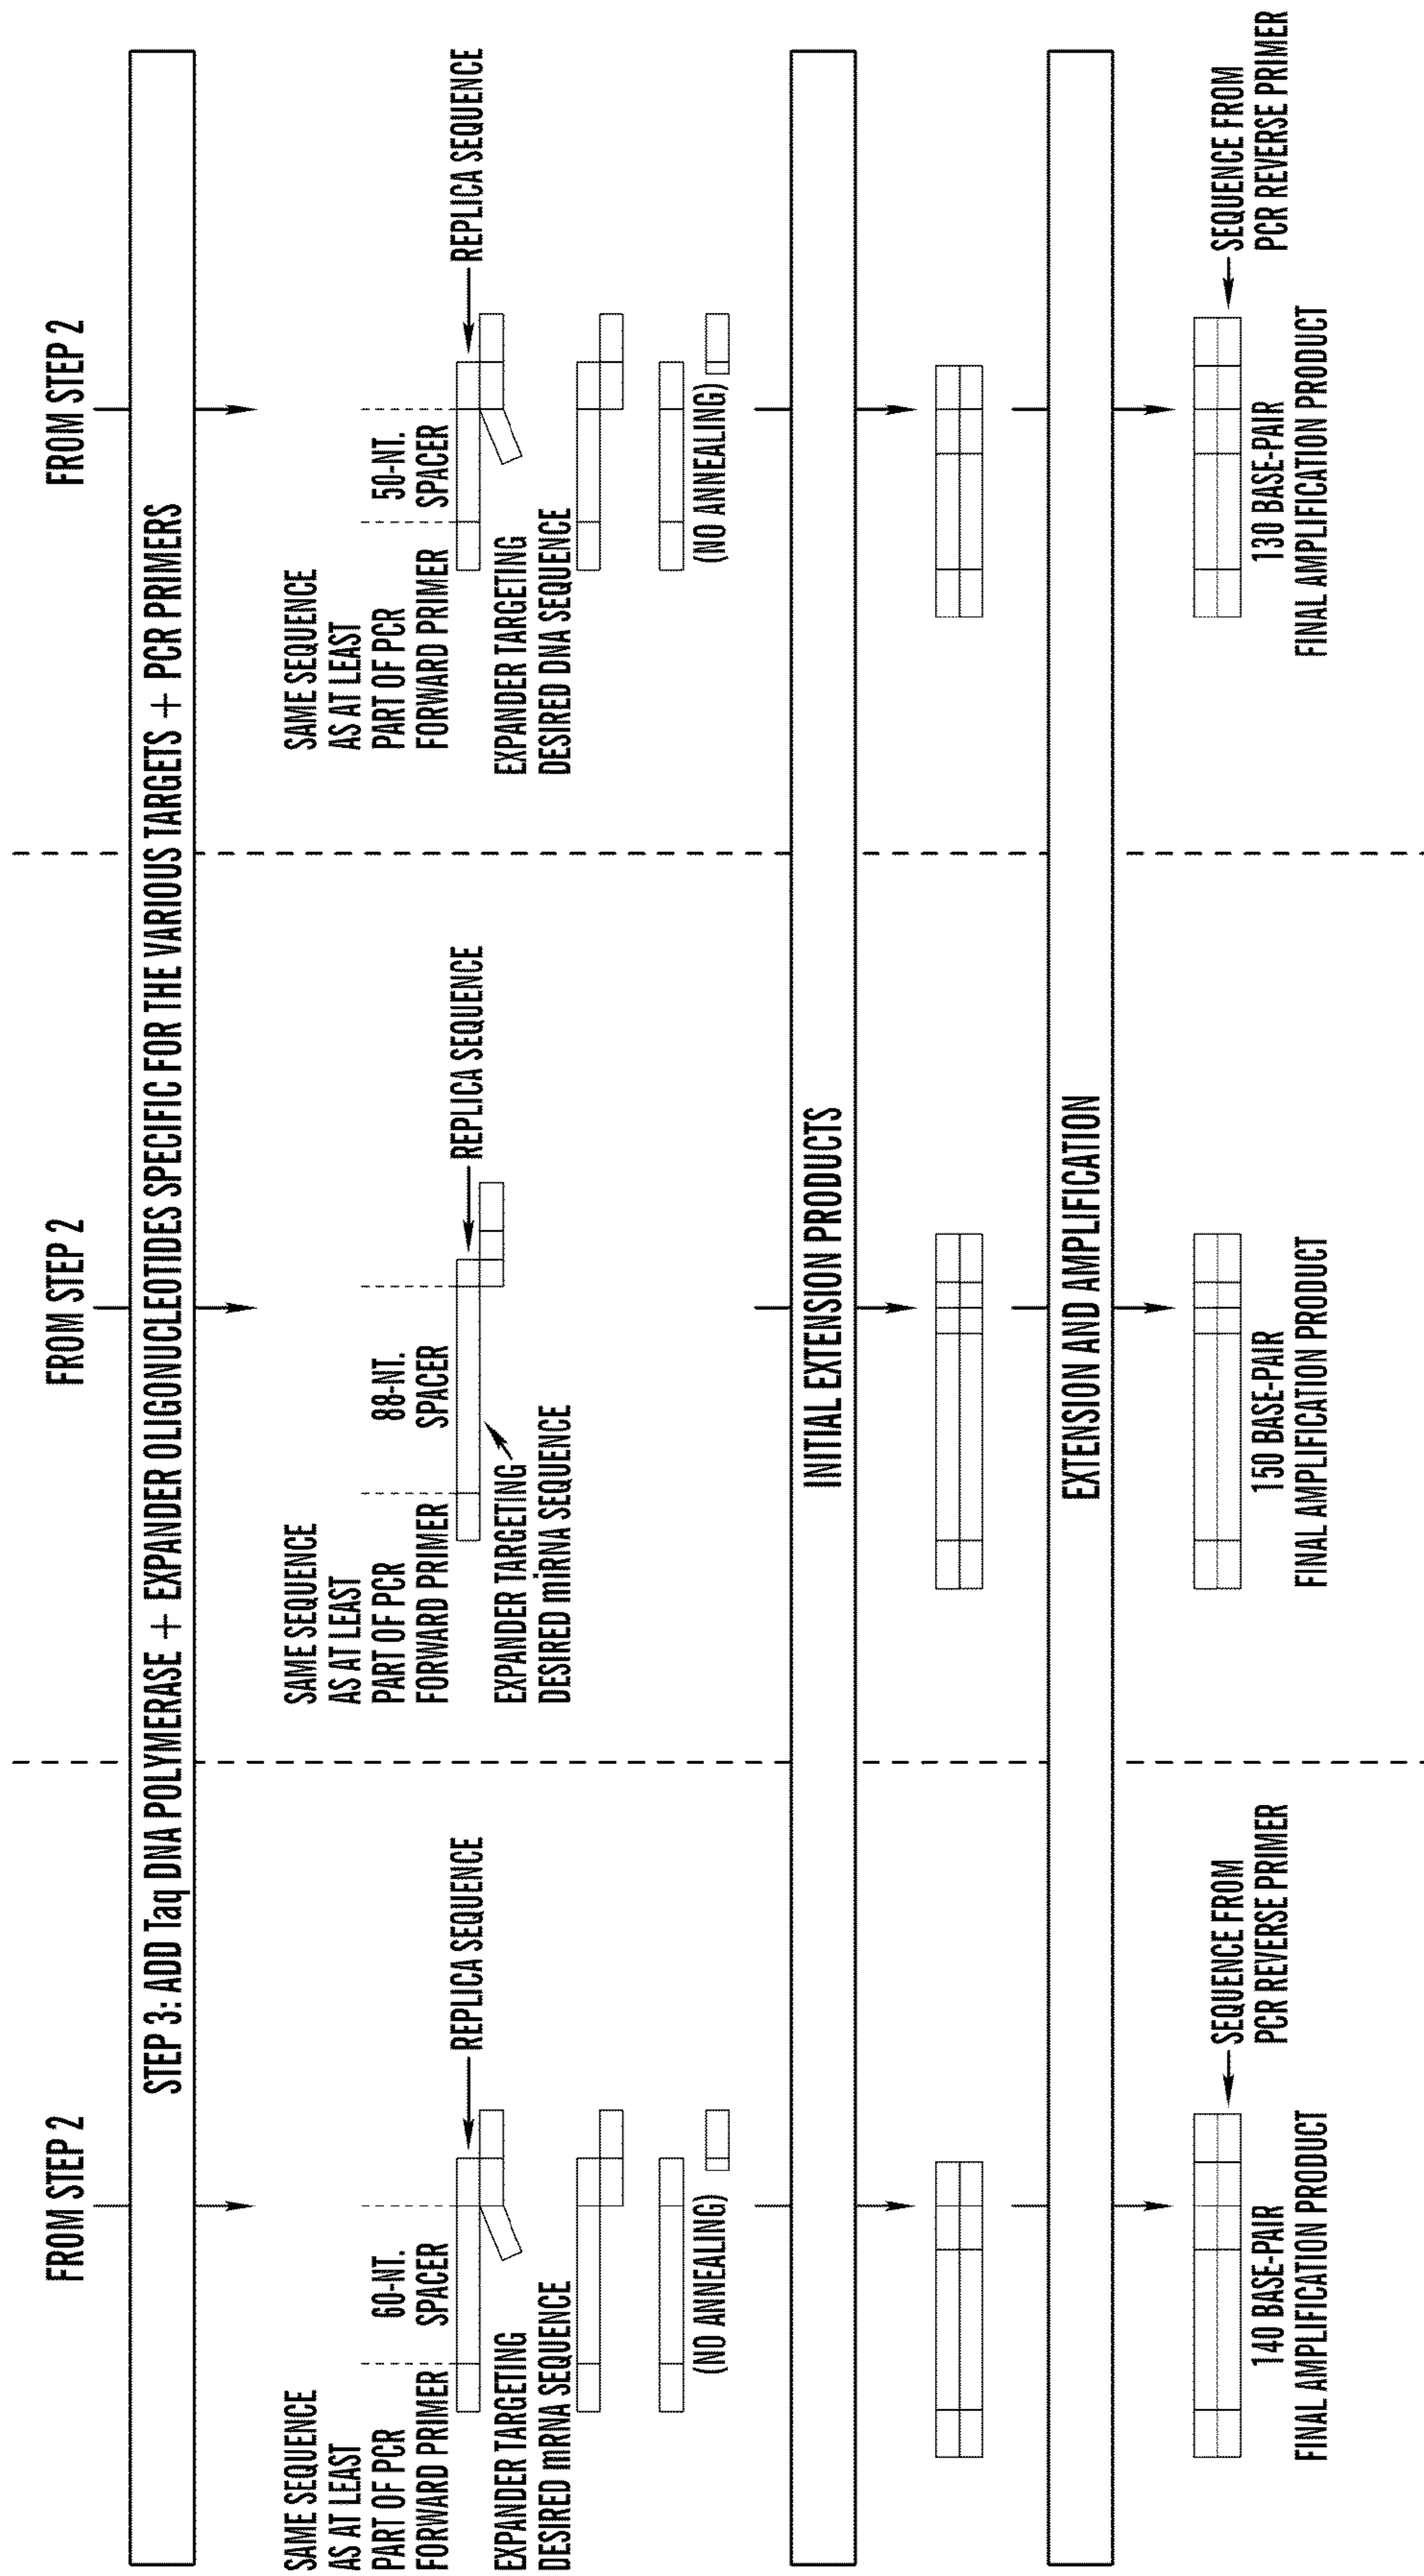 FROM STEP 2
FROM STEP 2
FROM STEP 2
STEP 3: ADD Taq DNA POLYMERASE + EXPANDER OLIGONUCLEOTIDES SPECIFIC FOR THE VARIOUS TARGETS + PCR PRIMERS
SAME SEQUENCE
AS AT LEAST
PART OF PCR
FORWARD PRIMER
60-NT.
SPACER
REPLICA SEQUENCE
EXPANDER TARGETING
DESIRED mRNA SEQUENCE
(NO ANNEALING)
SAME SEQUENCE
AS AT LEAST
PART OF PCR
FORWARD PRIMER
88-NT.
SPACER
REPLICA SEQUENCE
EXPANDER TARGETING
DESIRED miRNA SEQUENCE
SAME SEQUENCE
AS AT LEAST
PART OF PCR
FORWARD PRIMER
50-NT.
SPACER
REPLICA SEQUENCE
EXPANDER TARGETING
DESIRED DNA SEQUENCE
(NO ANNEALING)
INITIAL EXTENSION PRODUCTS
EXTENSION AND AMPLIFICATION
SEQUENCE FROM
PCR REVERSE PRIMER
140 BASE-PAIR
FINAL AMPLIFICATION PRODUCT
150 BASE-PAIR
FINAL AMPLIFICATION PRODUCT
SEQUENCE FROM
PCR REVERSE PRIMER
130 BASE-PAIR
FINAL AMPLIFICATION PRODUCT